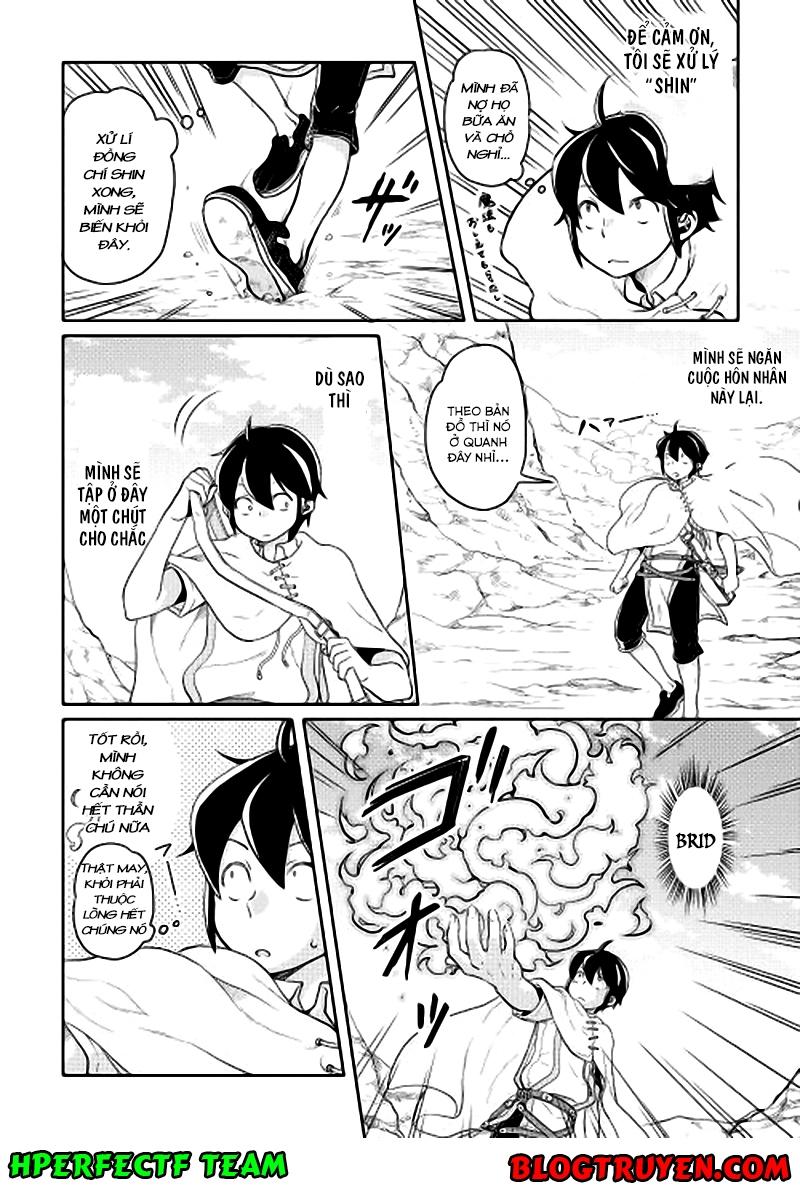 ĐỂ CẢM ƠN,
TÔI SẼ XỬ LÝ
“SHIN”
MÌNH ĐÃ
NỢ HỌ
BỮA ĂN
VÀ CHỖ
NGHỈ...
XỬ LÍ
ĐỒNG
CHÍ SHIN
XONG,
MÌNH SẼ
BIẾN KHỎI
ĐÂY.
MÌNH SẼ NGĂN
CUỘC HÔN NHÂN
NÀY LẠI.
THEO BẢN
ĐỒ THÌ NÓ
Ở QUANH
ĐÂY NHỈ...
DÙ SAO
THÌ
MÌNH SẼ
TẬP Ở ĐÂY
MỘT CHÚT
CHO CHẮC
BRID
TỐT RỒI,
MÌNH
KHÔNG
CẦN NÓI
HẾT THẦN
CHÚ NỮA
THẬT MAY,
KHỎI PHẢI
THUỘC
LÒNG HẾT
CHÚNG NÓ
HPERFECTF TEAM
BLOGTRUYEN.COM